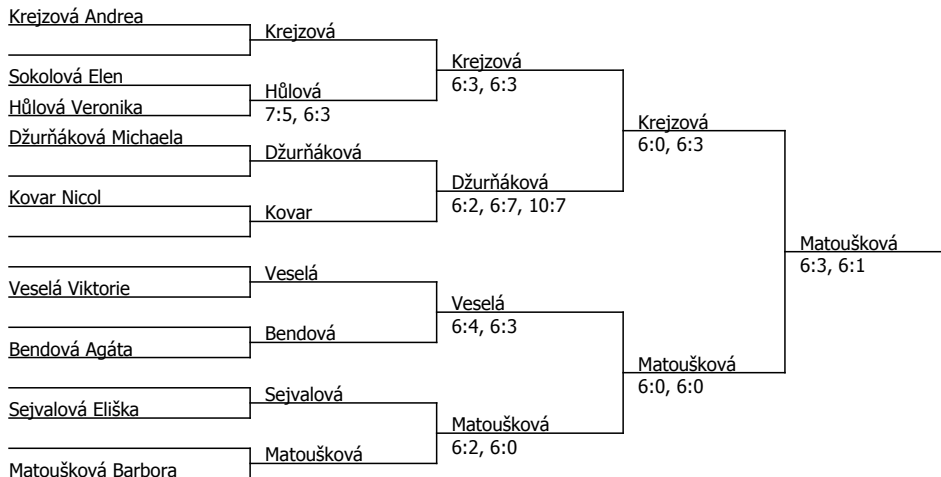 Krejzová Andrea
Sokolová Elen
Hůlová Veronika
Džurňáková Michaela
Kovar Nicol
Veselá Viktorie
Bendová Agáta
Sejvalová Eliška
Matoušková Barbora
Krejzová
Hůlová
7:5, 6:3
Džurňáková
Kovar
Veselá
Bendová
Sejvalová
Matoušková
Krejzová
6:3, 6:3
Džurňáková
6:2, 6:7, 10:7
Veselá
6:4, 6:3
Matoušková
6:2, 6:0
Krejzová
6:0, 6:3
Matoušková
6:0, 6:0
Matoušková
6:3, 6:1